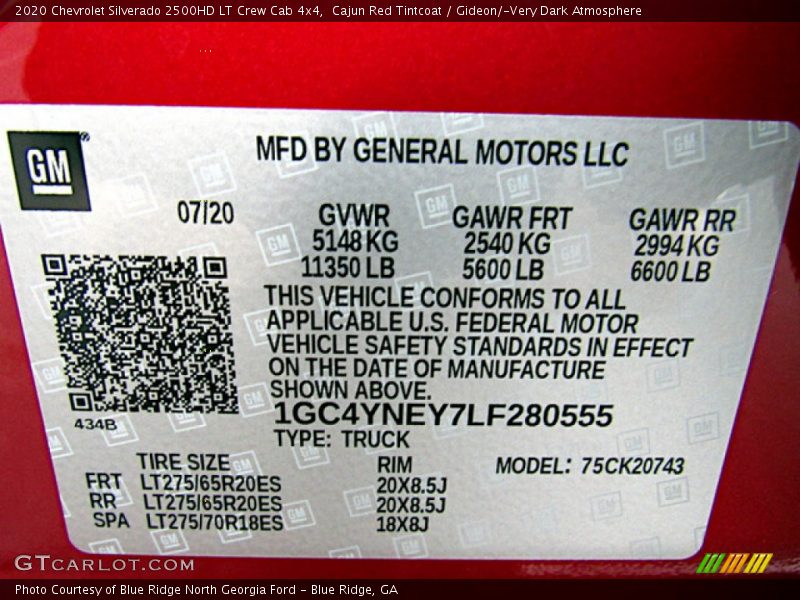 2020 Chevrolet Silverado 2500HD LT Crew Cab 4x4,  Cajun Red Tintcoat / Gideon/-Very Dark Atmosphere
...
GM
MFD BY GENERAL MOTORS LLC
07/20
GVWR GAWR FRT GAWR RR
5148 KG 2540 KG 2994 KG
11350 LB 5600 LB 6600 LB
THIS VEHICLE CONFORMS TO ALL
APPLICABLE U.S. FEDERAL MOTOR
VEHICLE SAFETY STANDARDS IN EFFECT
ON THE DATE OF MANUFACTURE
SHOWN ABOVE.
434B
1GC4YNEY7LF280555
TYPE: TRUCK
TIRE SIZE RIM MODEL: 75CK20743
FRT LT275/65R20ES 20X8.5J
RR LT275/65R20ES 20X8.5J
SPA LT275/70R18ES 18X8J
GTCARLOT.COM
Photo Courtesy of Blue Ridge North Georgia Ford - Blue Ridge, GA